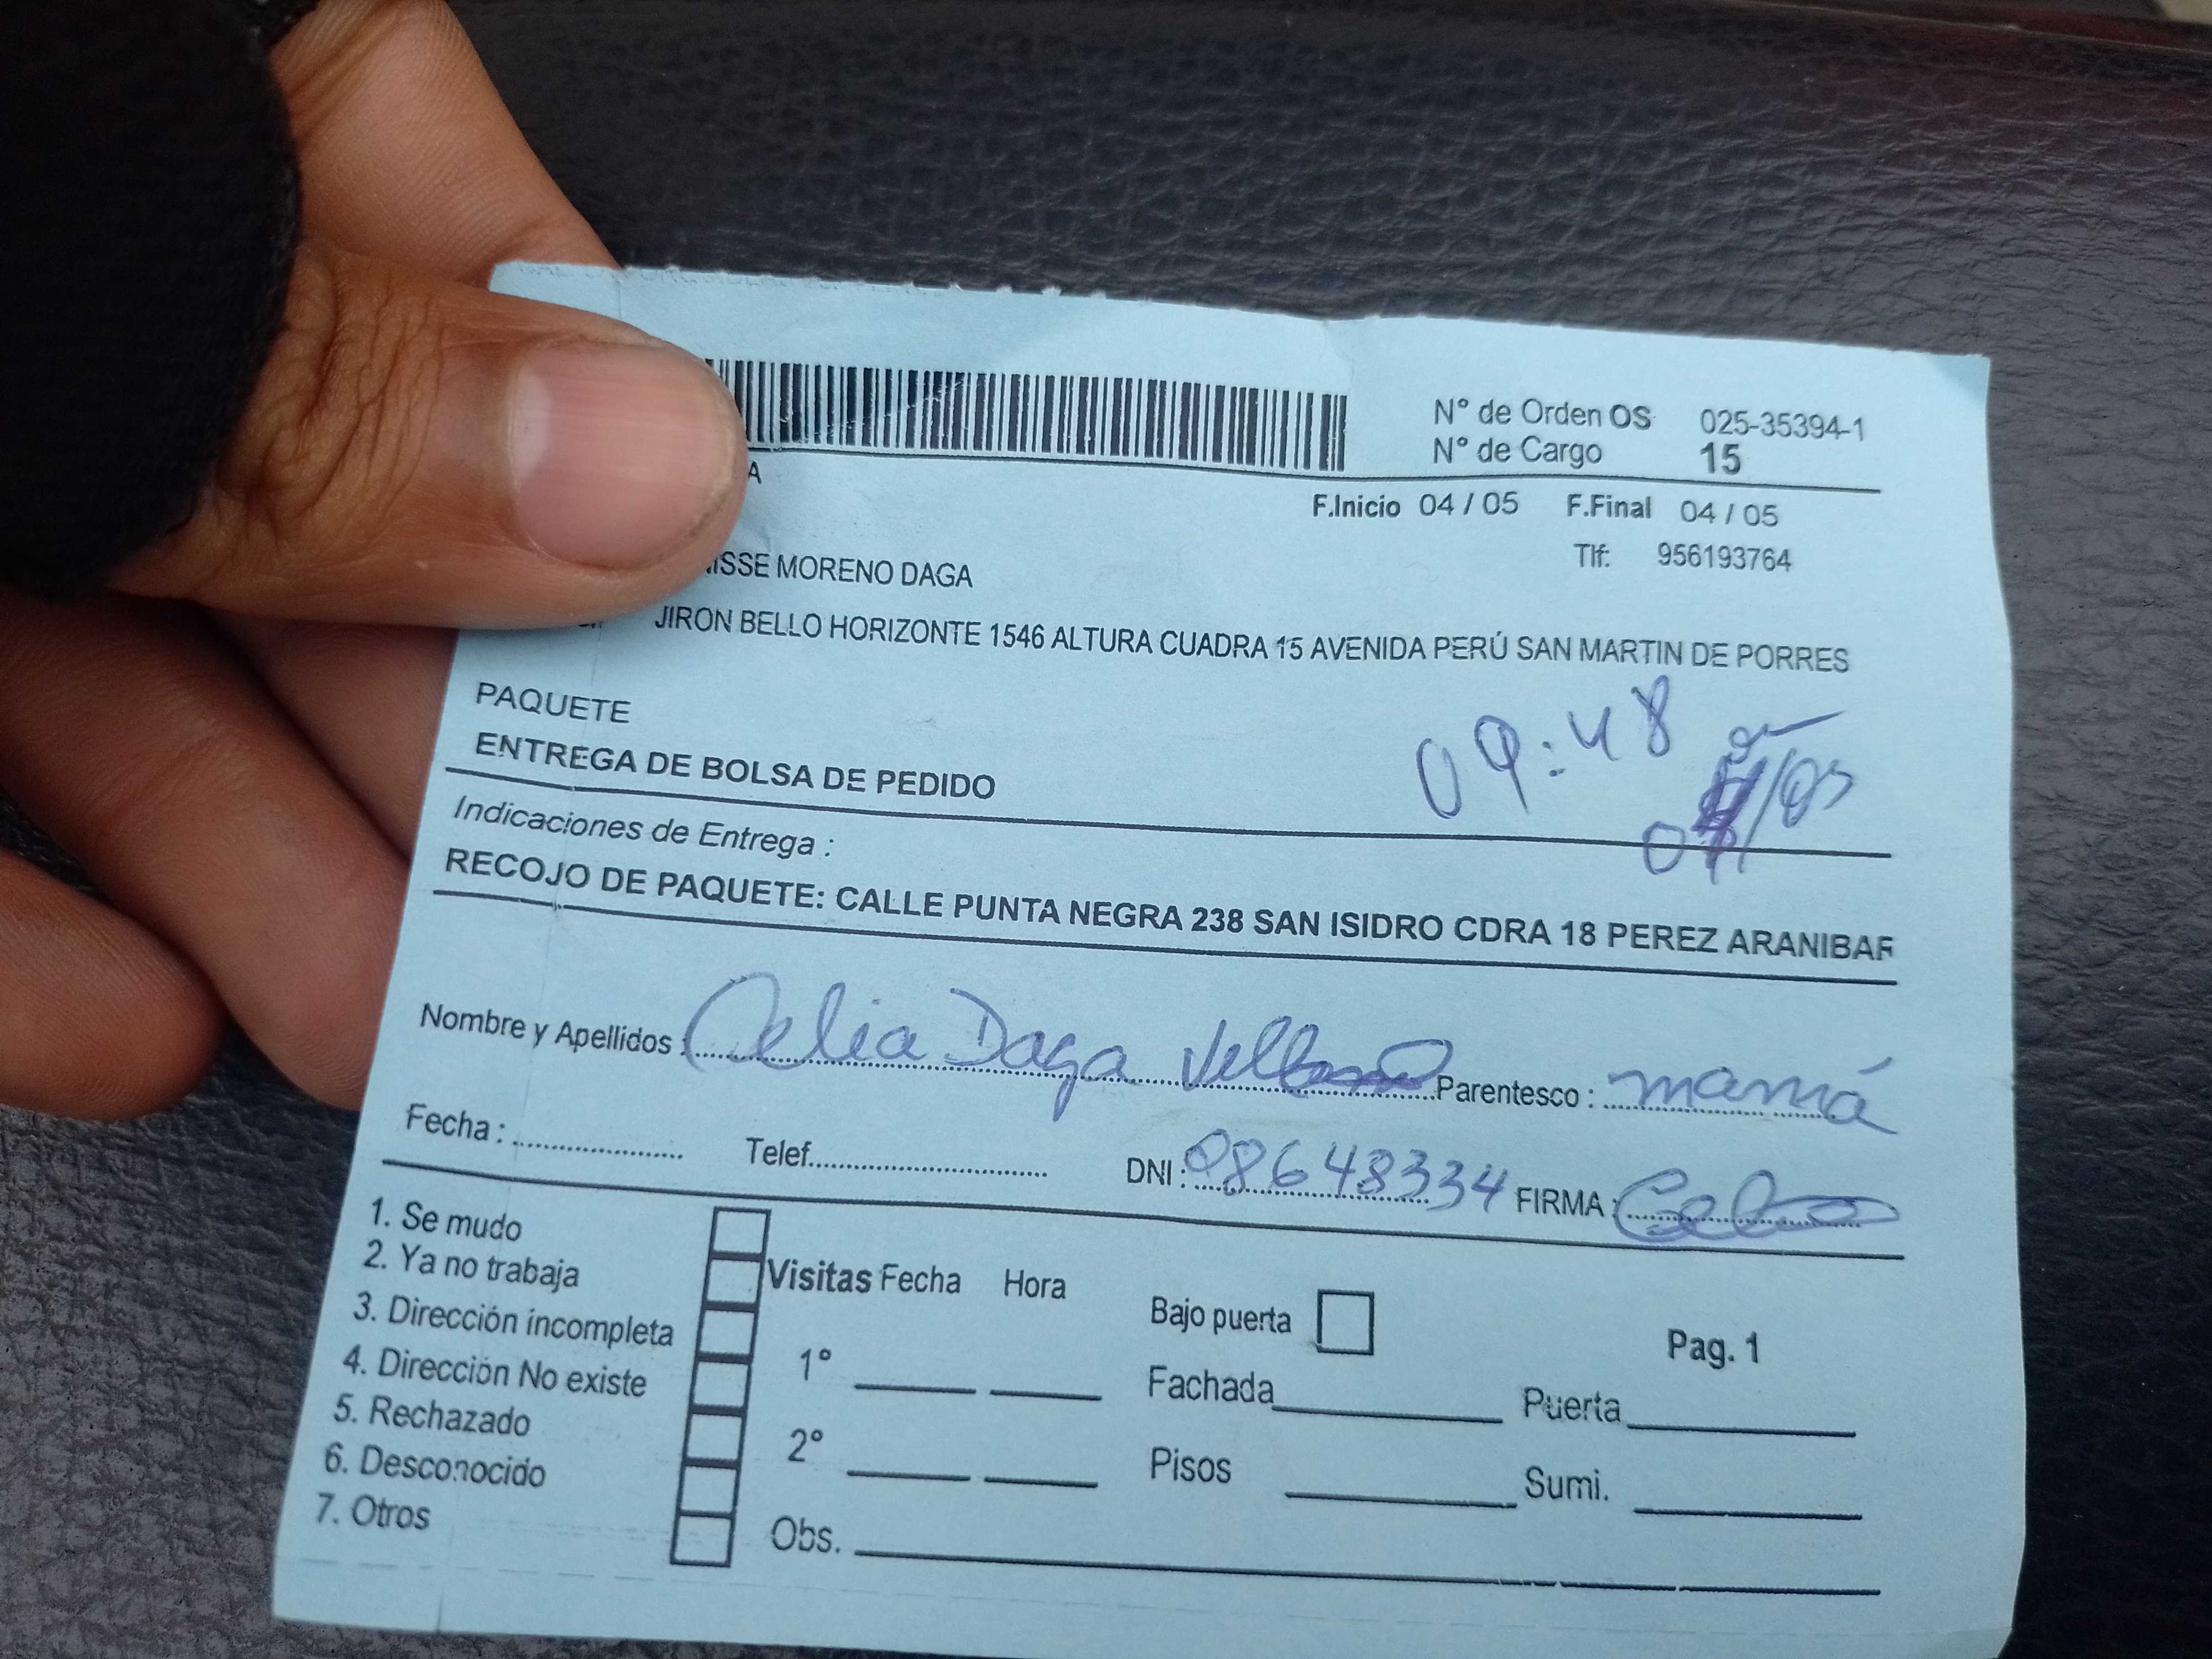 N° de Orden OS 025-35394-1
N° de Cargo 15
A
F.Inicio 04 / 05 F.Final 04 / 05
Tlf: 956193764
ISSE MORENO DAGA
JIRON BELLO HORIZONTE 1546 ALTURA CUADRA 15 AVENIDA PERÚ SAN MARTIN DE PORRES
PAQUETE
09:48
ENTREGA DE BOLSA DE PEDIDO
Indicaciones de Entrega :
RECOJO DE PAQUETE: CALLE PUNTA NEGRA 238 SAN ISIDRO CDRA 18 PEREZ ARANIBAR
Nombre y Apellidos : Celia Daga Parentesco : mamá
Fecha : Telef. DNI : 08648334 FIRMA :
1. Se mudo
2. Ya no trabaja
3. Dirección incompleta
4. Dirección No existe
5. Rechazado
6. Desconocido
7. Otros
Visitas Fecha Hora
1°
2°
Obs.
Bajo puerta
Pag. 1
Fachada Puerta
Pisos Sumi.